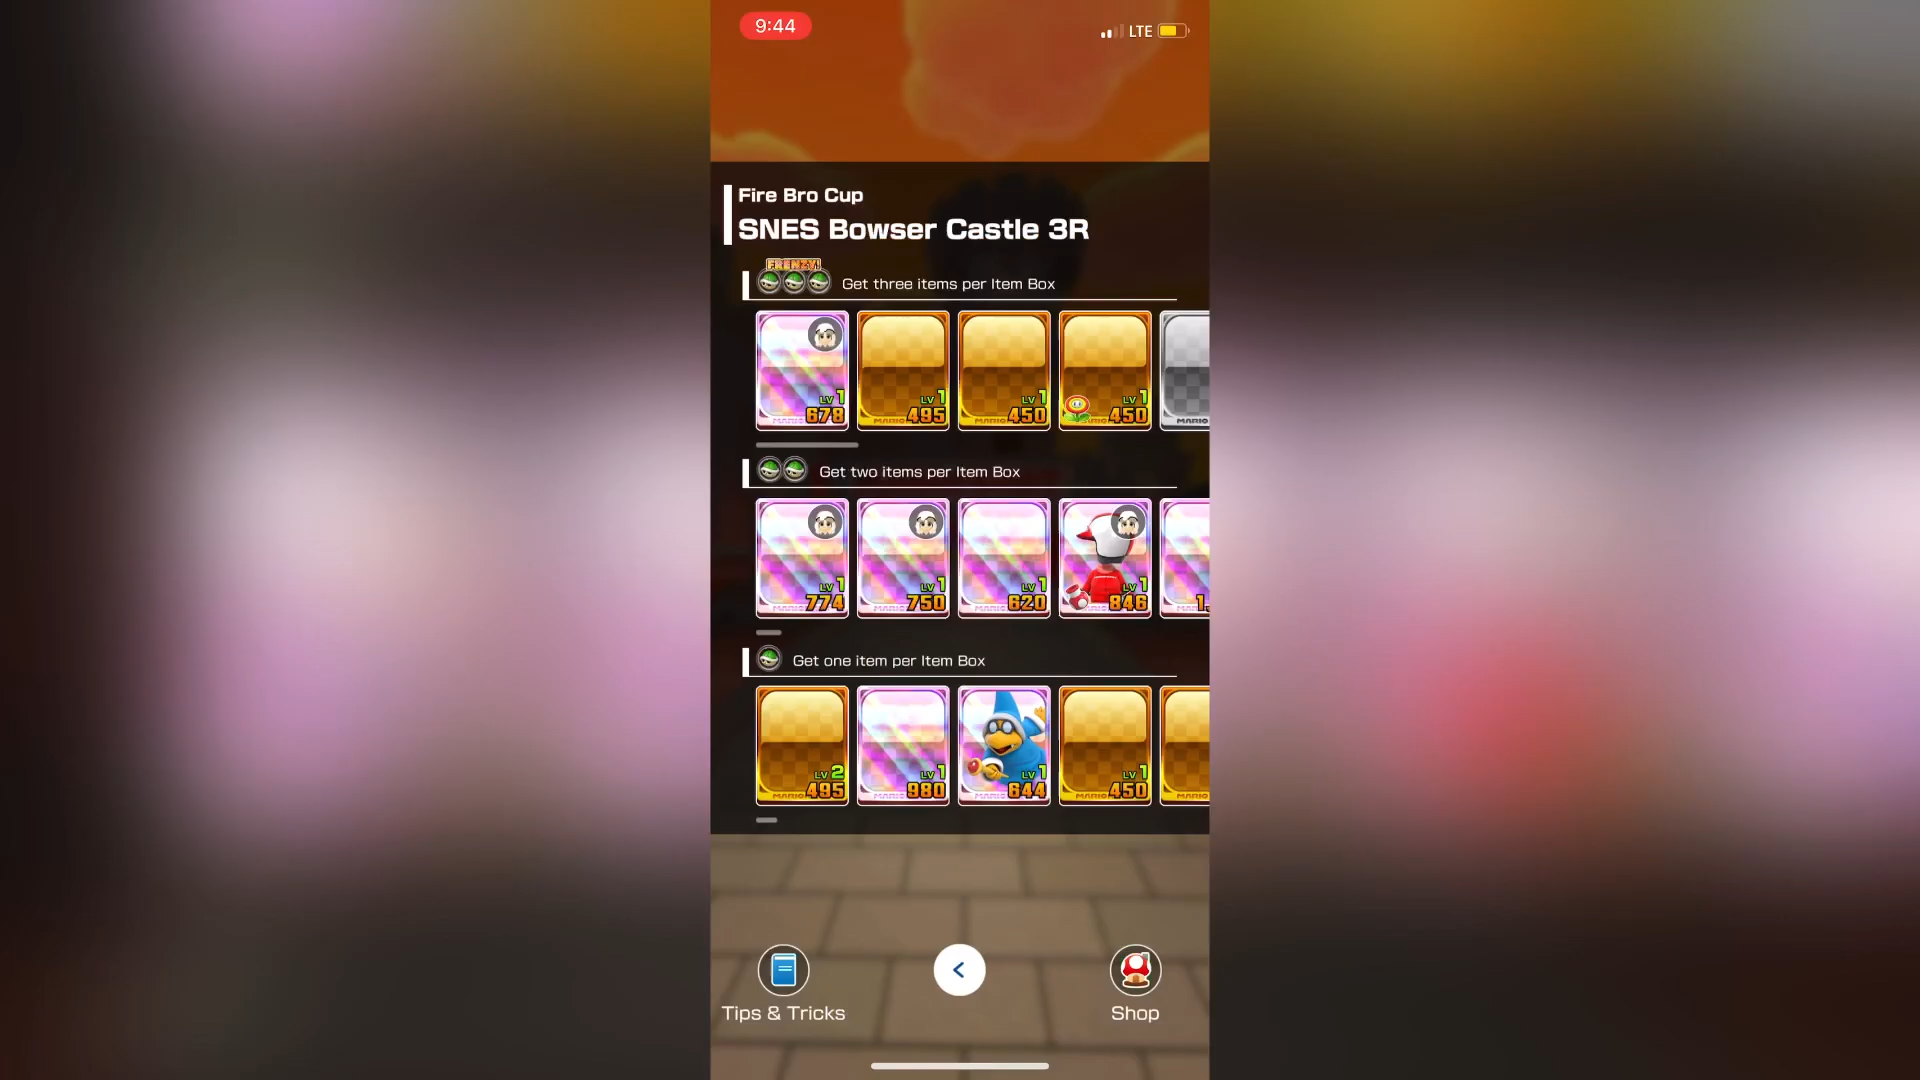 9:44
LTE
Fire Bro Cup
SNES Bowser Castle 3R
FRENZY!
Get three items per Item Box
LV 1 LV 1 LV 1 LV 1
678 495 450 450
MARIO
Get two items per Item Box
LV 1 LV 1 LV 1 LV 1
774 750 620 846 1,
Get one item per Item Box
LV 2 LV 1 LV 1 LV 1
495 980 644 450
Tips & Tricks
Shop